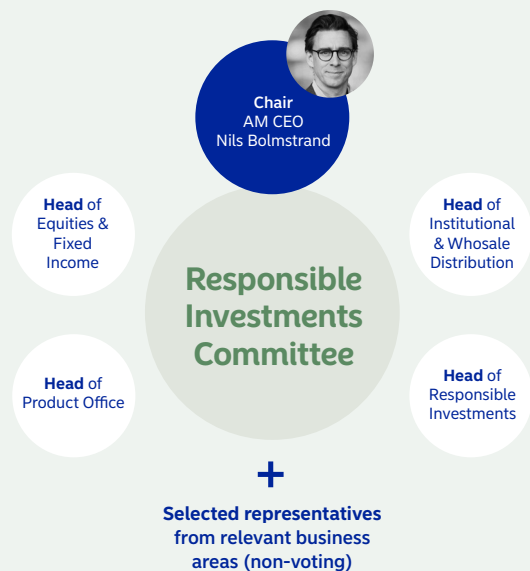 Chair
AM CEO
Nils Bolmstrand
Head of
Equities &
Fixed
Income
Head of
Institutional
& Whosale
Distribution
Responsible
Investments
Committee
Head of
Product Office
Head of
Responsible
Investments
+
Selected representatives
from relevant business
areas (non-voting)